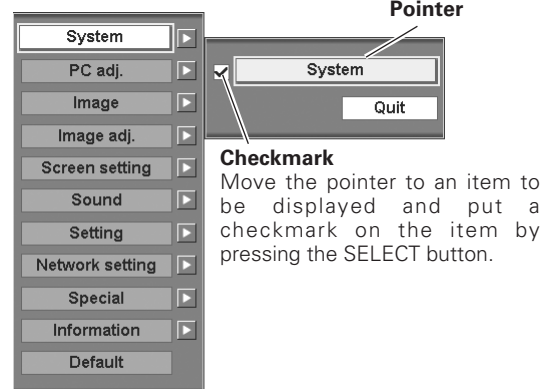 Pointer
System
PC adj.
Image
Image adj.
Screen setting
Sound
Setting
Network setting
Special
Information
Default
System
Quit
Checkmark
Move the pointer to an item to
be displayed and put a
checkmark on the item by
pressing the SELECT button.